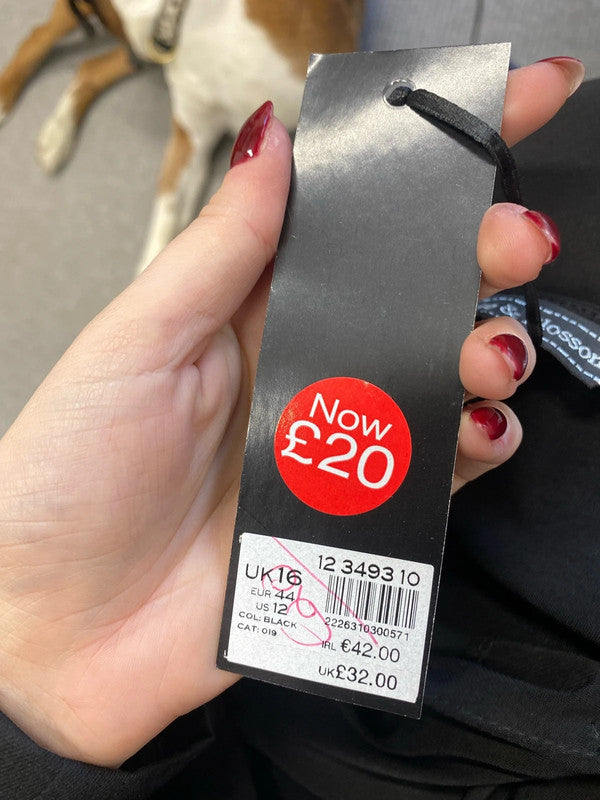 & Blossom
Now
£20
12 3493 10
UK16
EUR 44
US 12
COL: BLACK
CAT: 019
2226310300571
IRL €42.00
UK£32.00